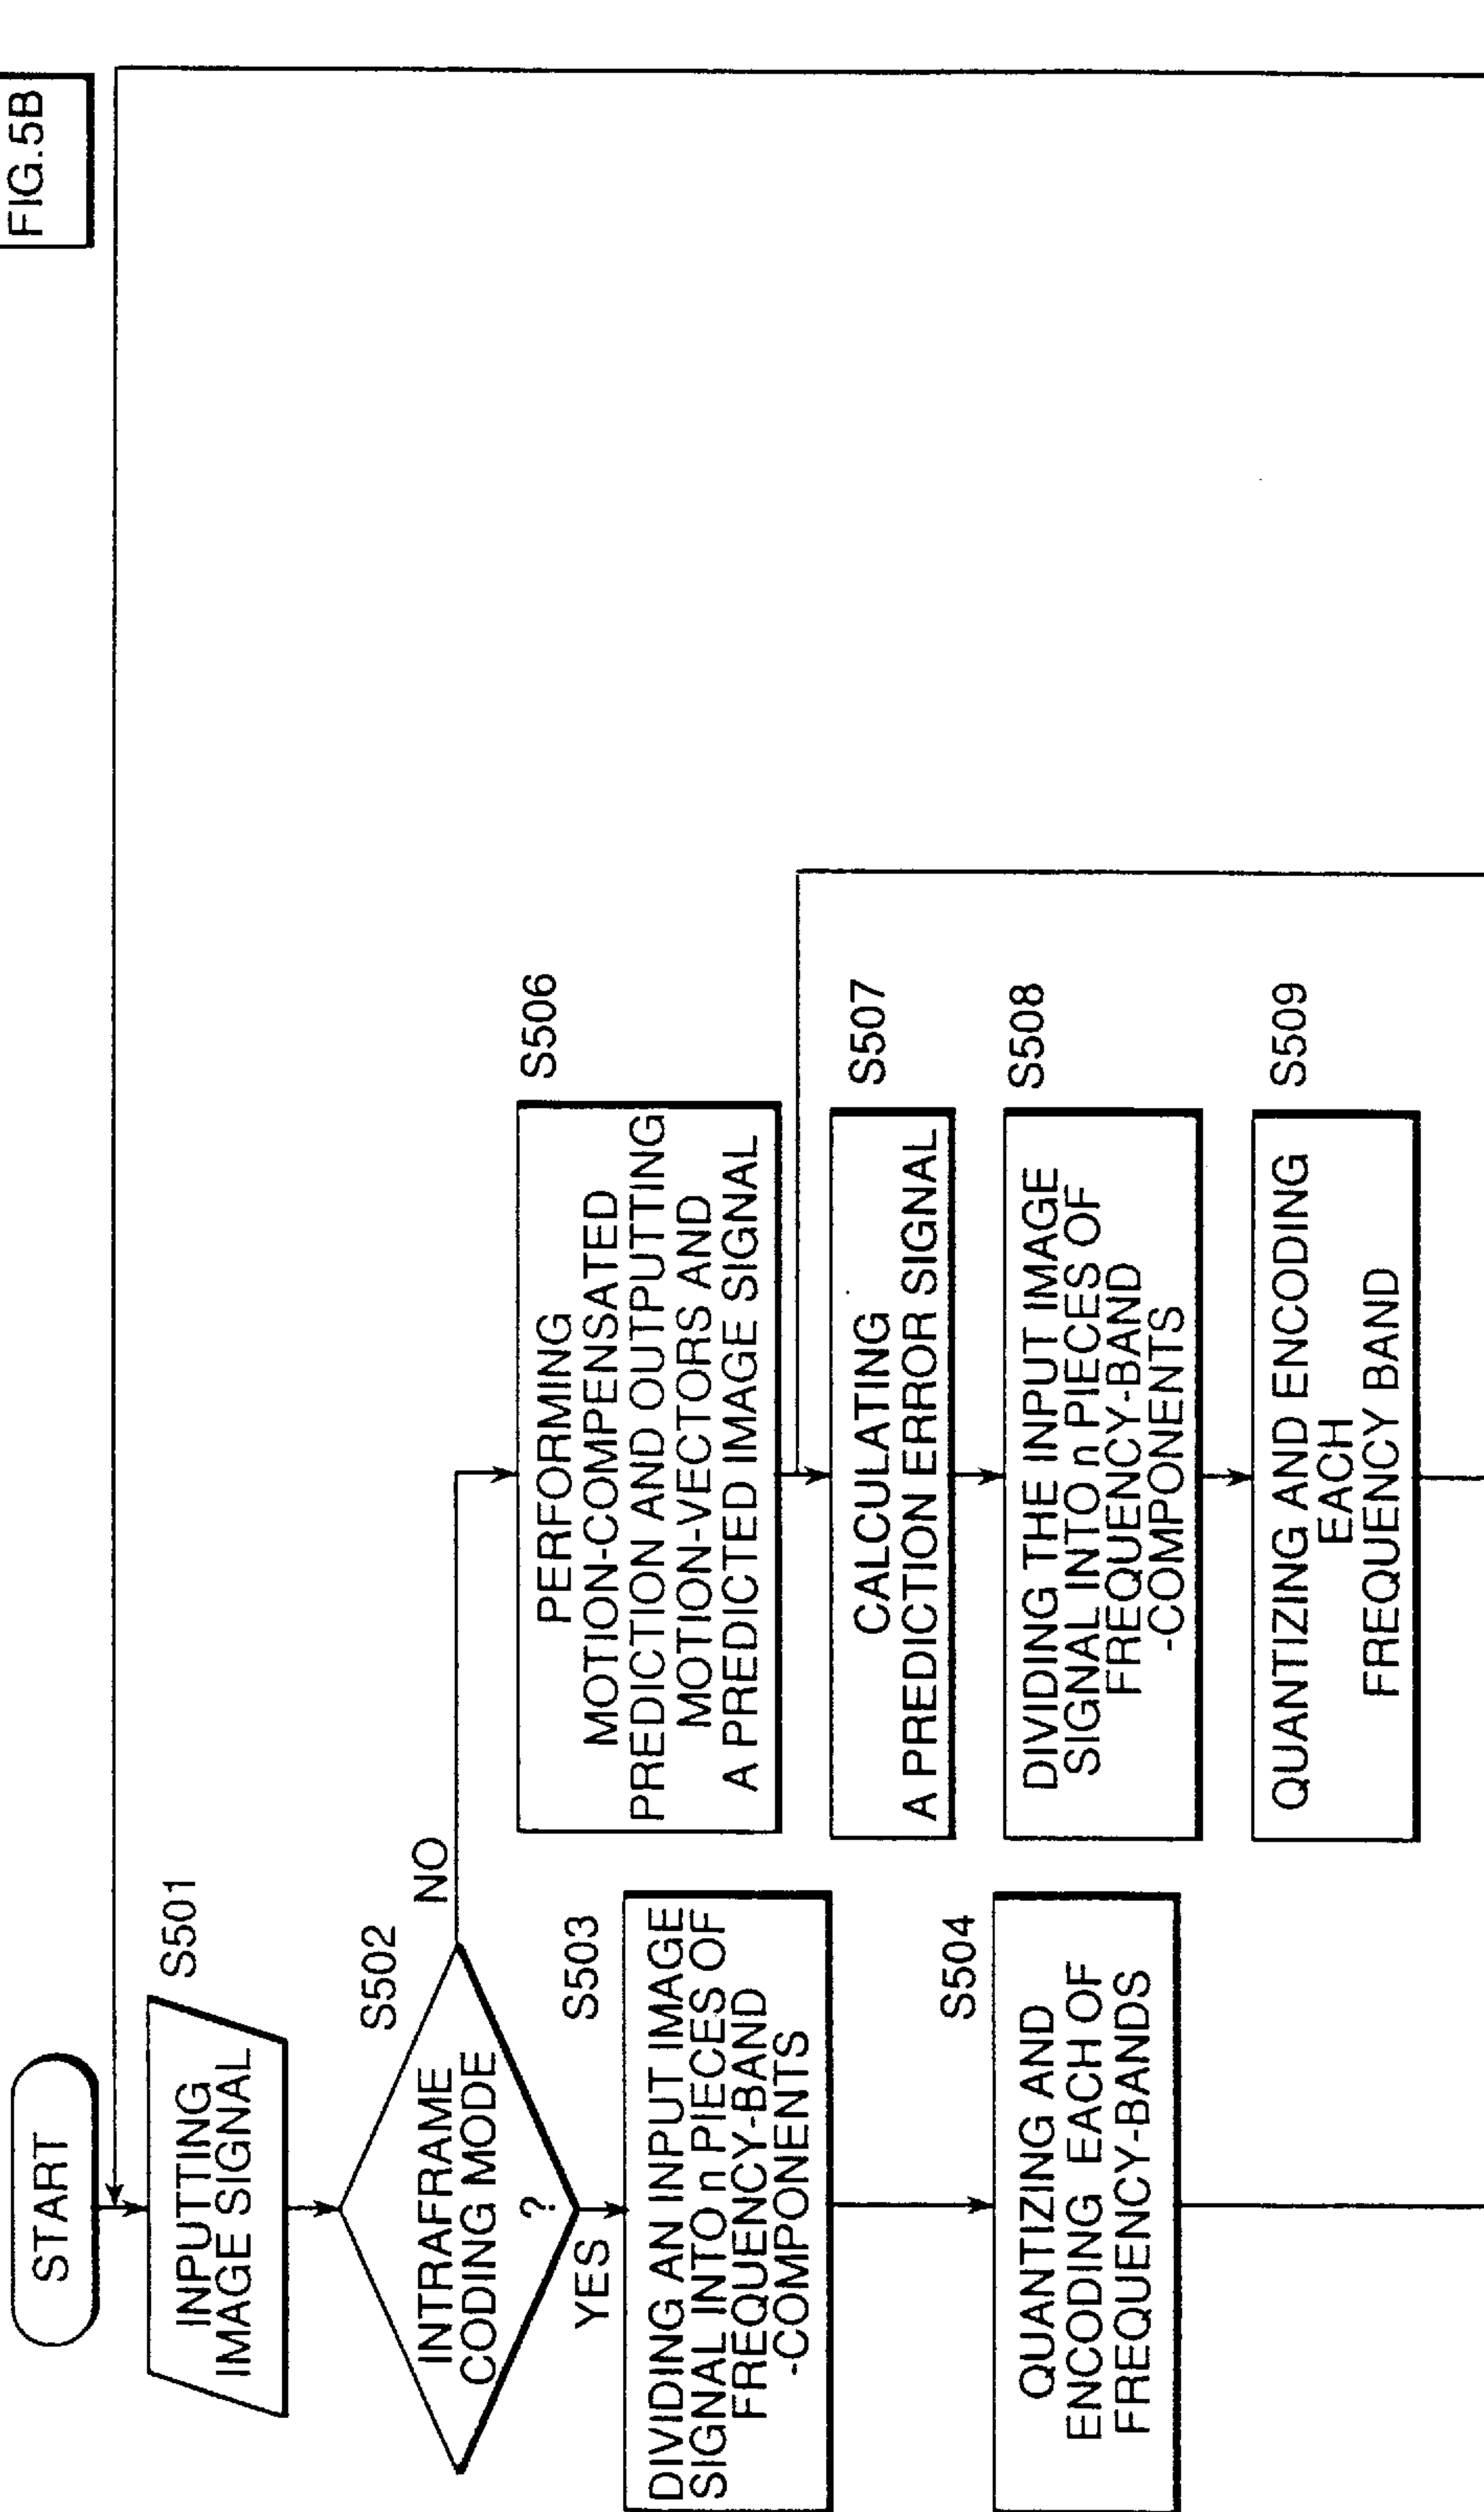 FIG.5B
START
S501
INPUTTING
IMAGE SIGNAL
S502
INTRAFRAME
CODING MODE
?
NO
YES
S503
DIVIDING AN INPUT IMAGE
SIGNAL INTO n PIECES OF
FREQUENCY-BAND
-COMPONENTS
S504
QUANTIZING AND
ENCODING EACH OF
FREQUENCY-BANDS
S506
PERFORMING
MOTION-COMPENSATED
PREDICTION AND OUTPUTTING
MOTION-VECTORS AND
A PREDICTED IMAGE SIGNAL
S507
CALCULATING
A PREDICTION ERROR SIGNAL
S508
DIVIDING THE INPUT IMAGE
SIGNAL INTO n PIECES OF
FREQUENCY-BAND
-COMPONENTS
S509
QUANTIZING AND ENCODING
EACH
FREQUENCY BAND